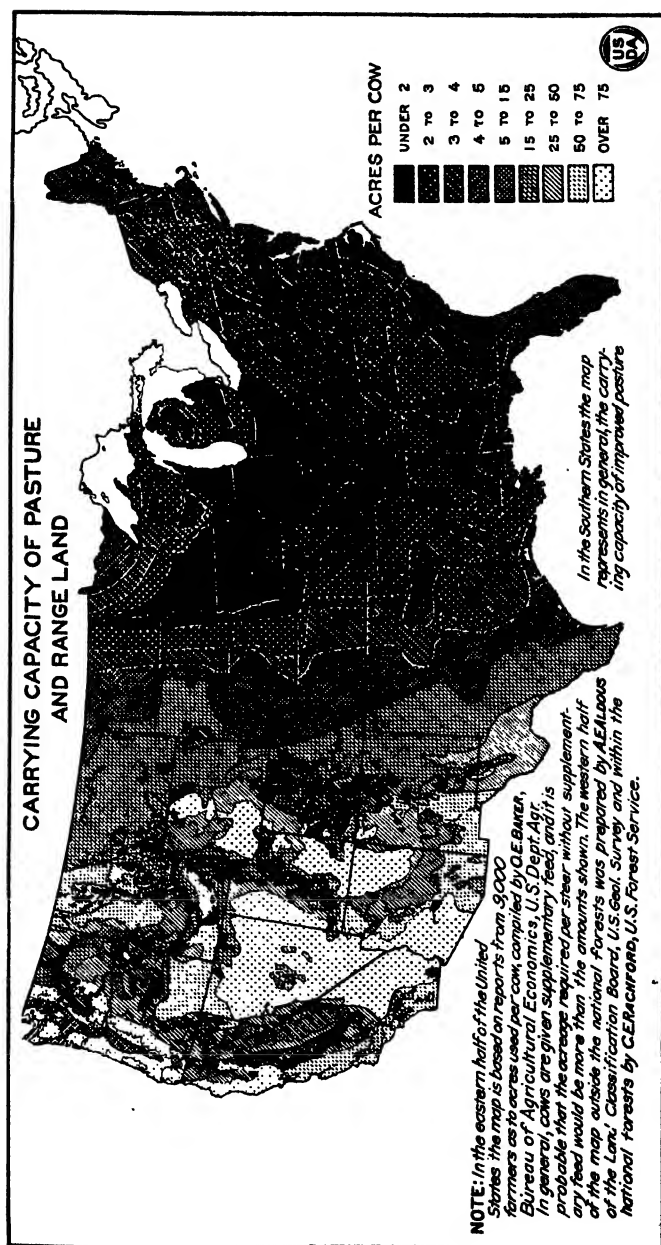 CARRYING CAPACITY OF PASTURE
AND RANGE LAND
ACRES PER COW
UNDER 2
2 TO 3
3 TO 4
4 TO 5
5 TO 15
15 TO 25
25 TO 50
50 TO 75
OVER 75
US
DA
In the Southern States the map
represents in general, the carry-
ing capacity of improved pasture
NOTE: In the eastern half of the United
States the map is based on reports from 9,000
farmers as to acres used per cow, compiled by O.E. BAKER,
Bureau of Agricultural Economics, U.S. Dept. Agr.
In general, cows are given supplementary feed, and it is
probable that the acreage required per steer without supplement-
ary feed would be more than the amounts shown. The western half
of the map outside the national forests was prepared by A.E. ALDOUS
of the Land Classification Board, U.S. Geol. Survey and within the
national forests by C.E. RACHFORD, U.S. Forest Service.